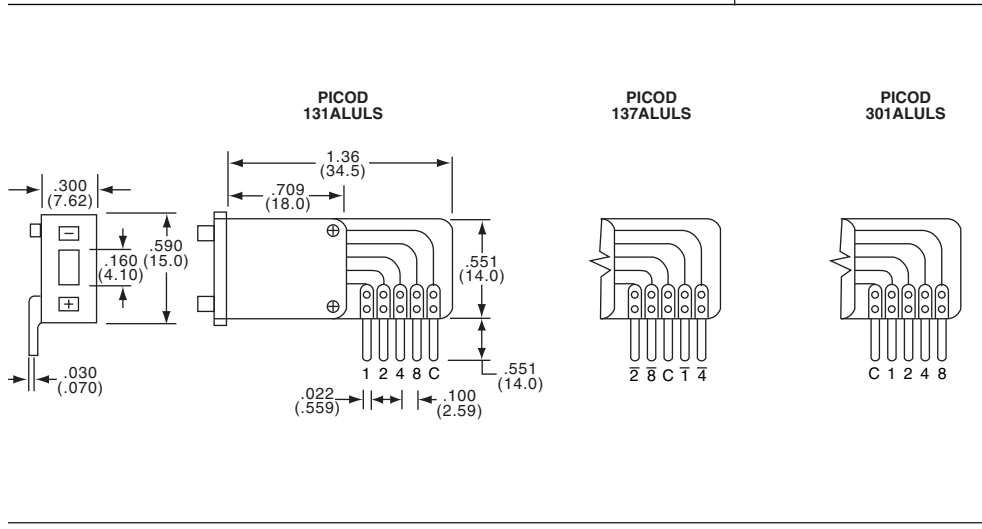 PICOD
131ALULS
PICOD
137ALULS
PICOD
301ALULS
1.36
(34.5)
.709
(18.0)
.300
(7.62)
.590
(15.0)
.160
(4.10)
.551
(14.0)
.551
(14.0)
.030
(.070)
1 2 4 8 C
.022
(.559)
.100
(2.59)
2̅ 8̅ C 1̅ 4̅
C 1 2 4 8